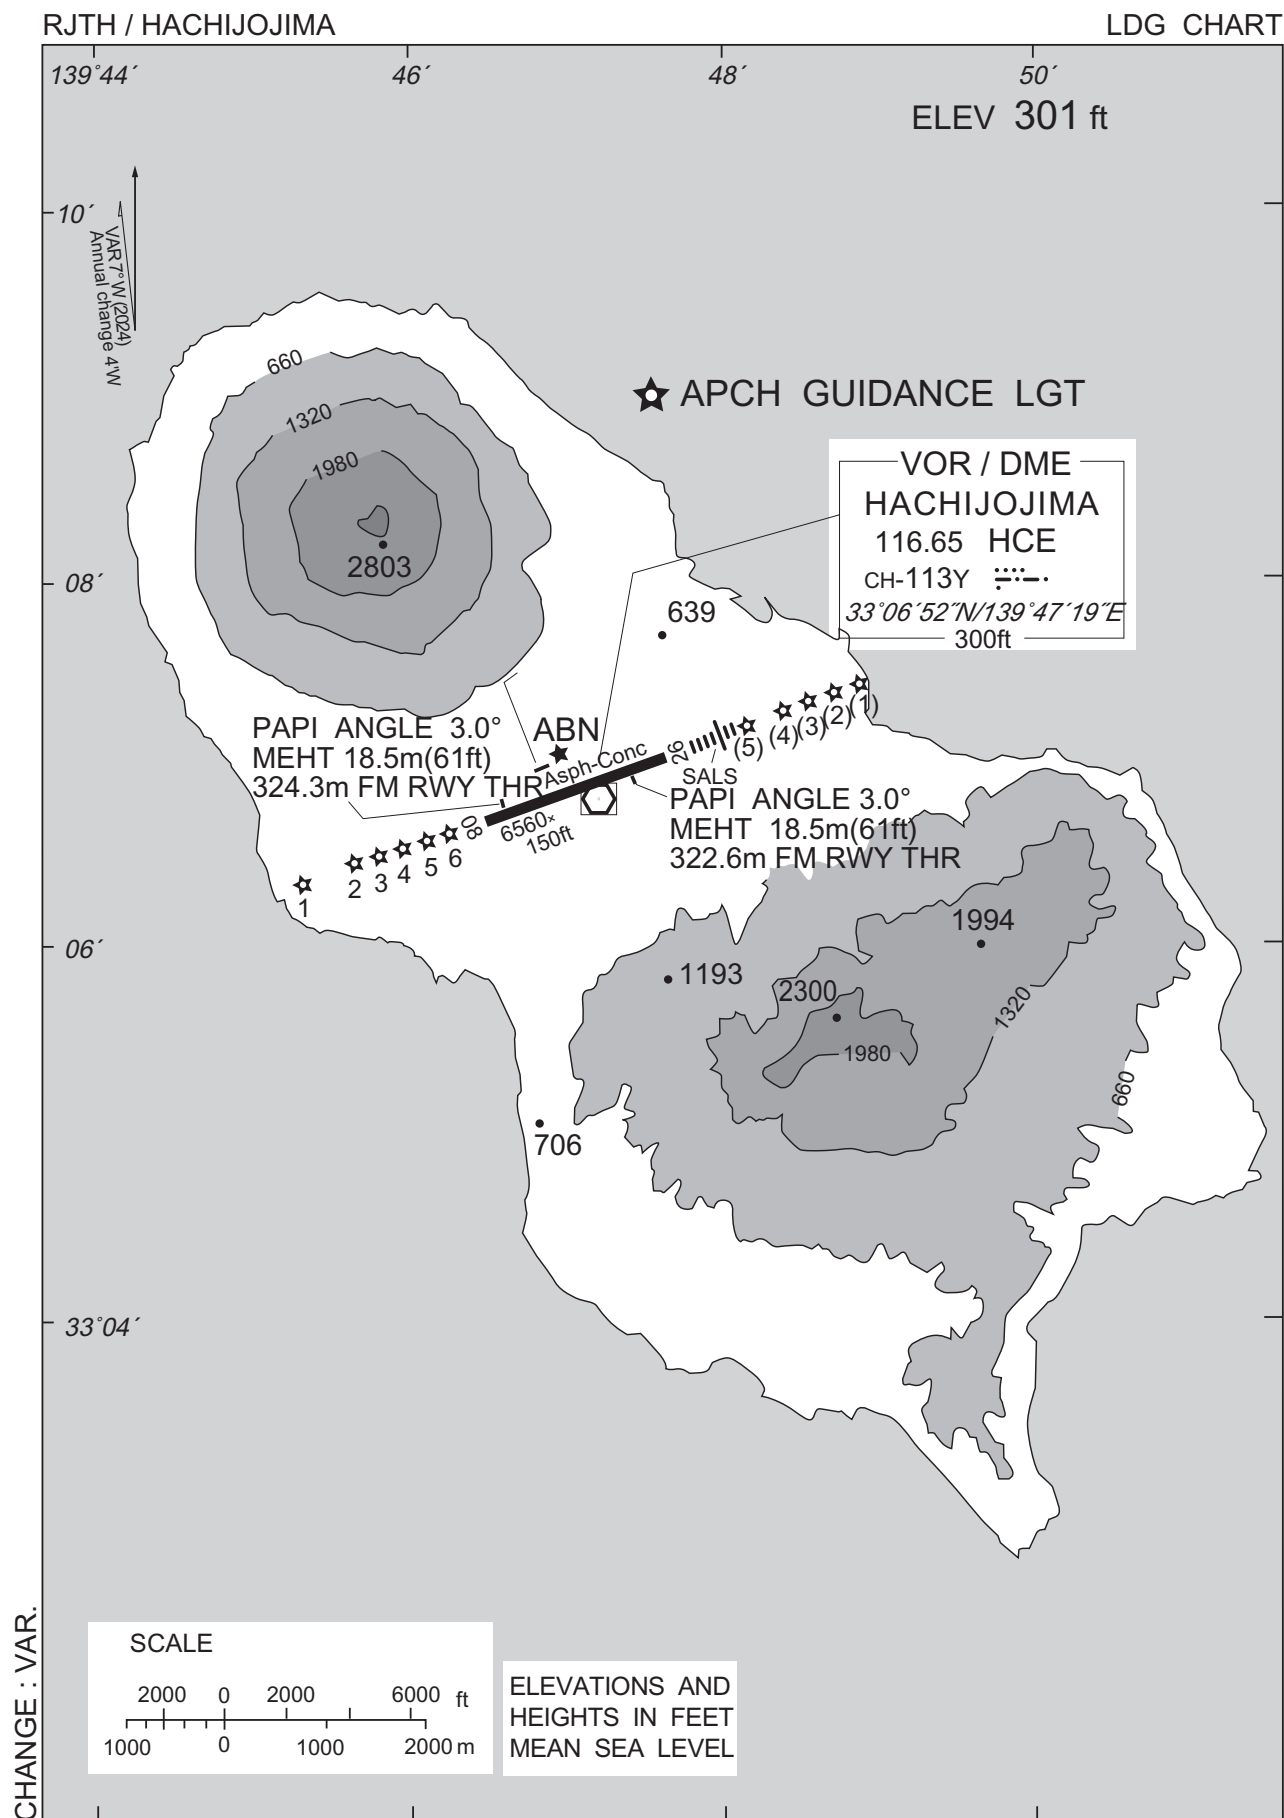 RJTH / HACHIJOJIMA
LDG CHART
139°44´
46´
48´
50´
ELEV 301 ft
10´
VAR 7° W (2024)
Annual change 4'W
660
1320
1980
2803
APCH GUIDANCE LGT
VOR / DME
HACHIJOJIMA
116.65 HCE
CH-113Y
33°06´52˝N/139°47´19˝E
300ft
08´
639
PAPI ANGLE 3.0°
MEHT 18.5m(61ft)
324.3m FM RWY THR
ABN
Asph-Conc
26
SALS
(5)
(4)
(3)
(2)
(1)
08
6560×
150ft
PAPI ANGLE 3.0°
MEHT 18.5m(61ft)
322.6m FM RWY THR
1
2
3
4
5
6
06´
1994
1193
2300
1320
1980
660
706
33°04´
CHANGE : VAR.
SCALE
2000 0 2000 6000 ft
1000 0 1000 2000 m
ELEVATIONS AND
HEIGHTS IN FEET
MEAN SEA LEVEL